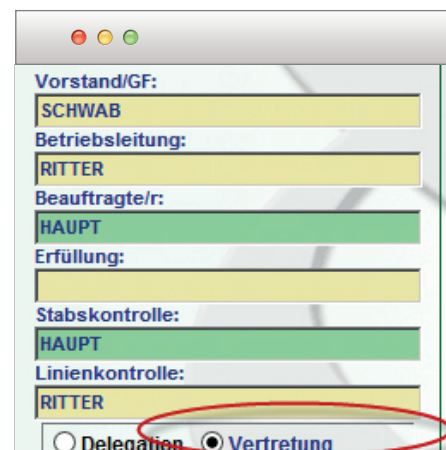 Vorstand/GF:
SCHWAB
Betriebsleitung:
RITTER
Beauftragte/r:
HAUPT
Erfüllung:
Stabskontrolle:
HAUPT
Linienkontrolle:
RITTER
Delegation Vertretung